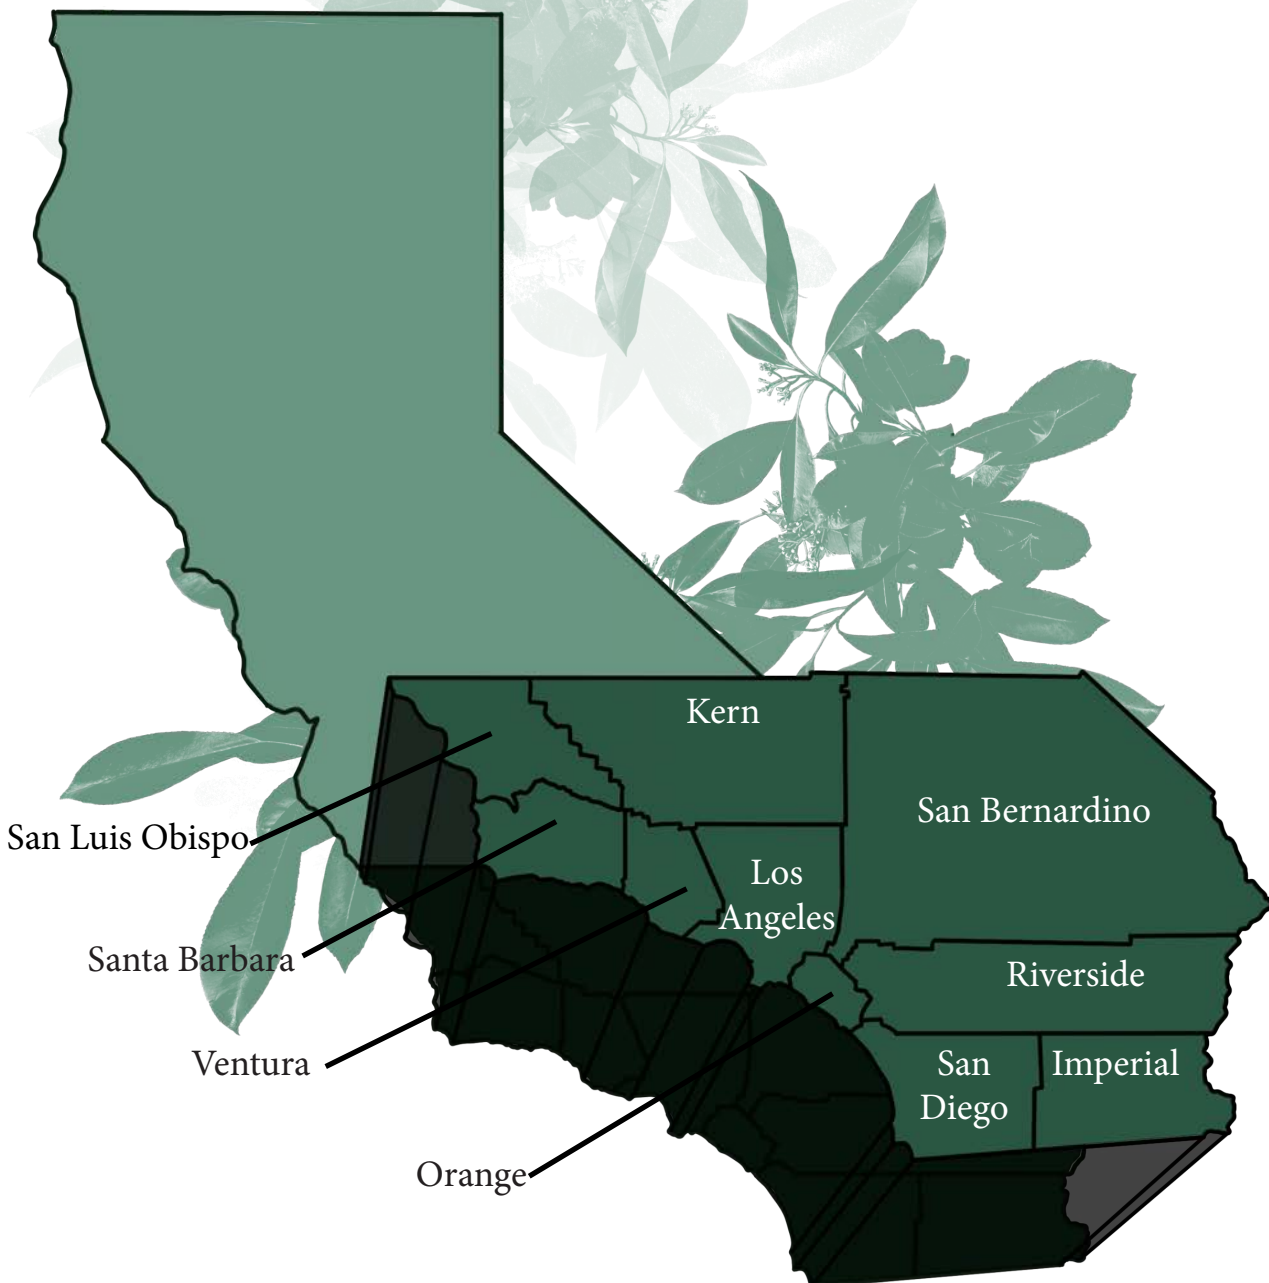 Kern
San Bernardino
San Luis Obispo
Los
Angeles
Santa Barbara
Riverside
Ventura
San
Diego
Imperial
Orange